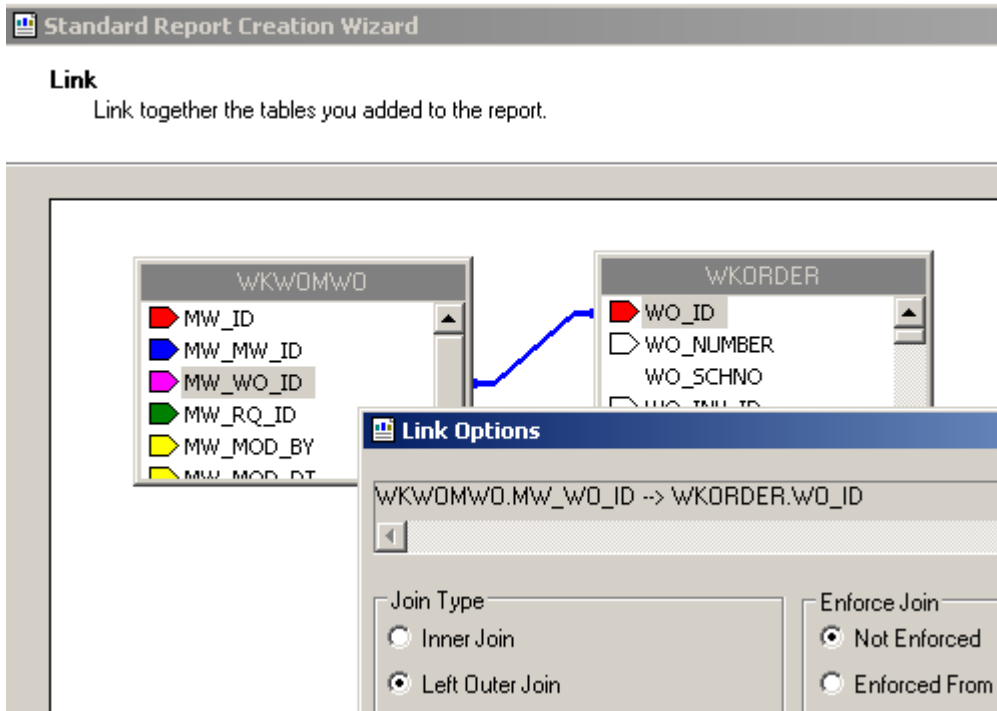 Standard Report Creation Wizard
Link
Link together the tables you added to the report.
WKWOMWO
MW_ID
MW_MW_ID
MW_WO_ID
MW_RQ_ID
MW_MOD_BY
MW_MOD_DT
WKORDER
WO_ID
WO_NUMBER
WO_SCHNO
Link Options
WKWOMWO.MW_WO_ID --> WKORDER.WO_ID
Join Type
Inner Join
Left Outer Join
Enforce Join
Not Enforced
Enforced From